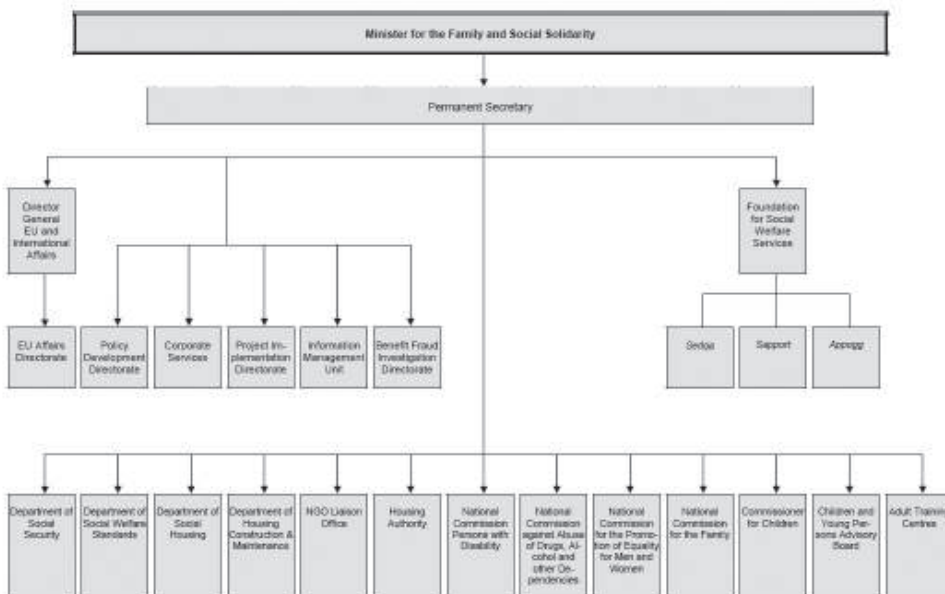 Minister for the Family and Social Solidarity
Permanent Secretary
Director
General
EU and
International
Affairs
Foundation
for Social
Welfare
Services
EU Affairs
Directorate
Policy
Development
Directorate
Corporate
Services
Project Im-
plementation
Directorate
Information
Management
Unit
Benefit Fraud
Investigation
Directorate
Sedqa
Sapport
Appogg
Department of
Social
Security
Department of
Social Welfare
Standards
Department of
Social
Housing
Department of
Housing
Construction &
Maintenance
NGO Liaison
Office
Housing
Authority
National
Commission
Persons with
Disability
National
Commission
against Abuse
of Drugs, Al-
cohol and
other De-
pendencies
National
Commission
for the Promo-
tion of Equality
for Men and
Women
National
Commission
for the Family
Commissioner
for Children
Children and
Young Per-
sons Advisory
Board
Adult Training
Centres